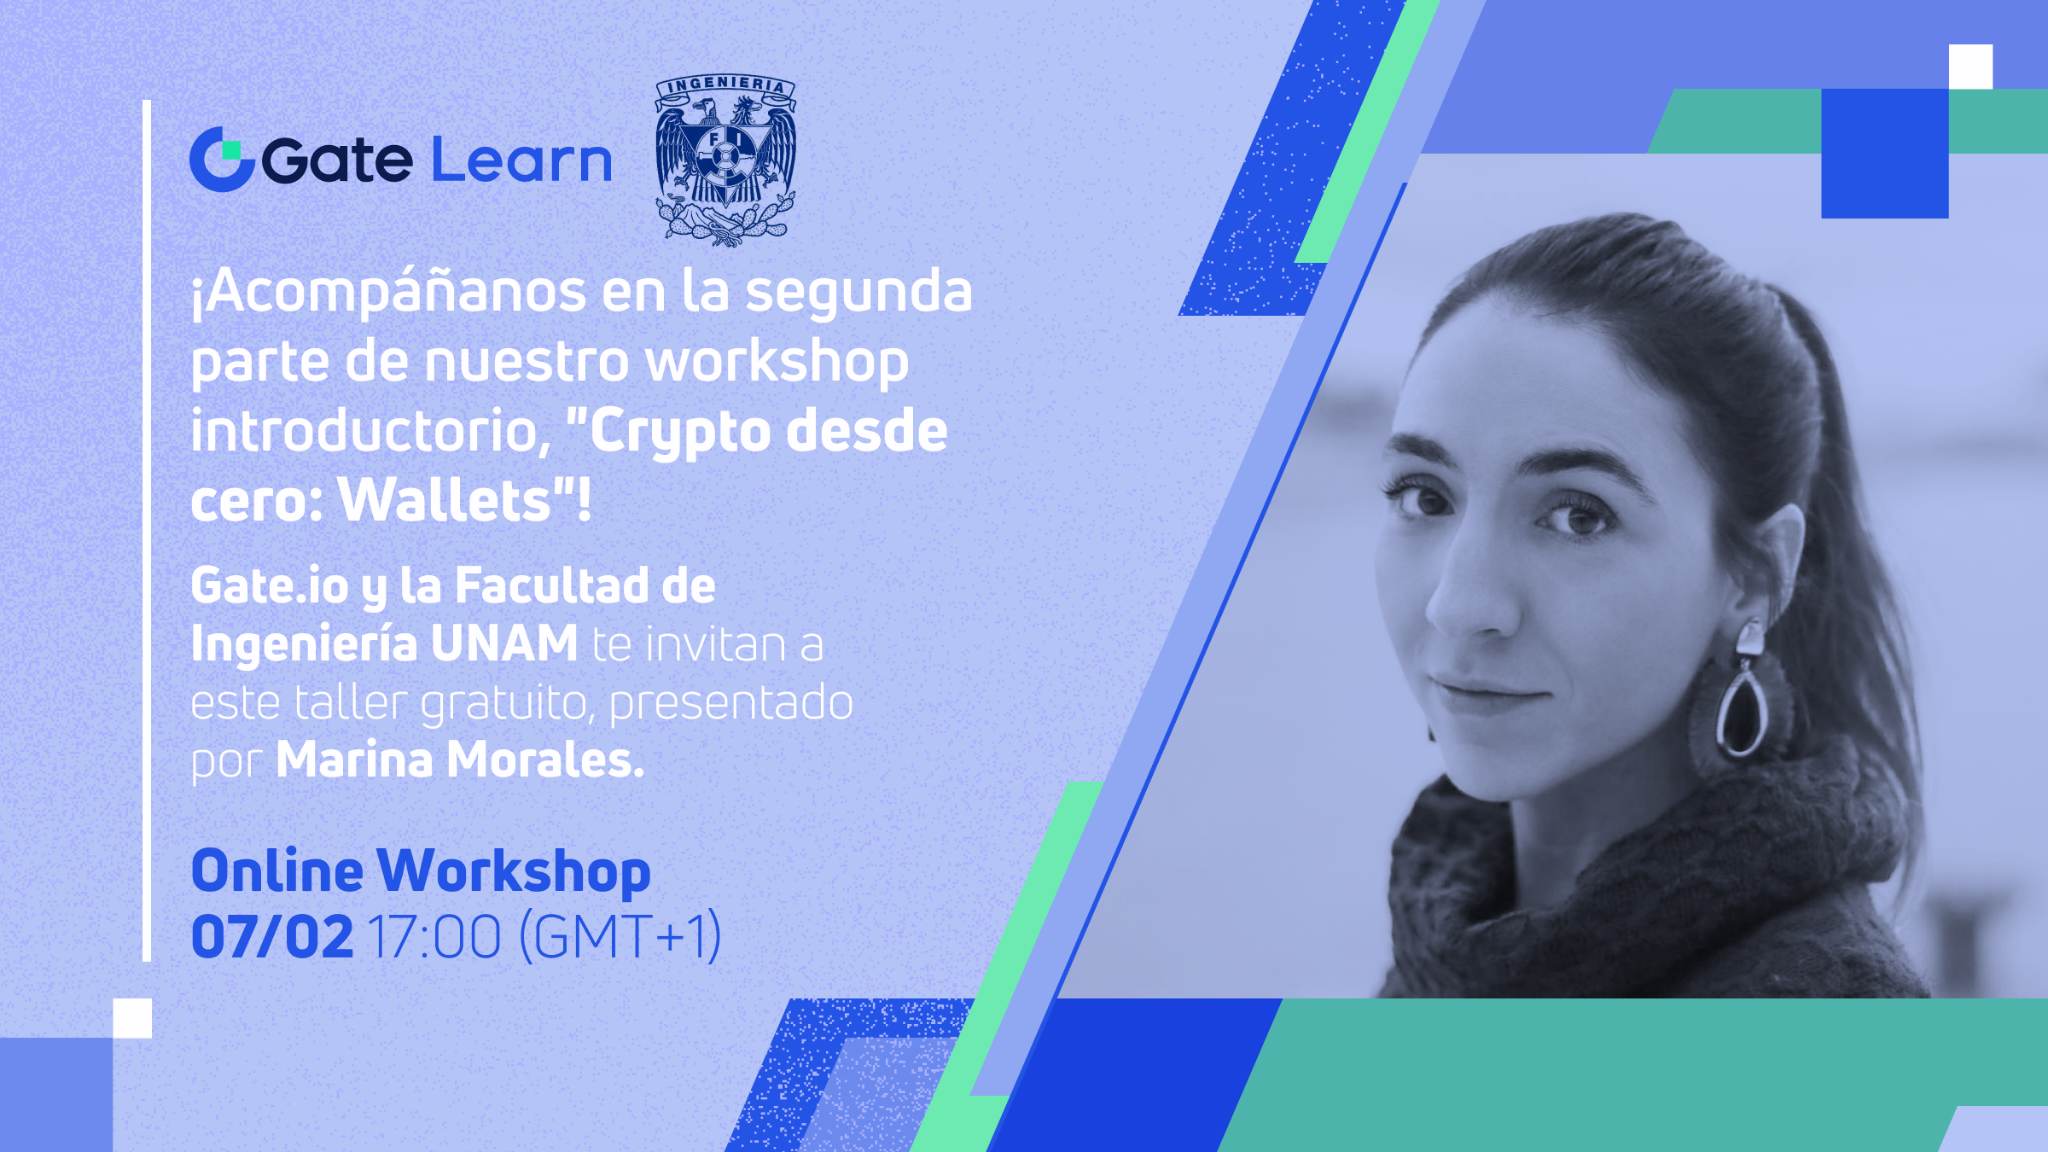 Gate Learn
INGENIERIA
F I
¡Acompáñanos en la segunda
parte de nuestro workshop
introductorio, "Crypto desde
cero: Wallets"!
Gate.io y la Facultad de
Ingeniería UNAM te invitan a
este taller gratuito, presentado
por Marina Morales.
Online Workshop
07/02 17:00 (GMT+1)